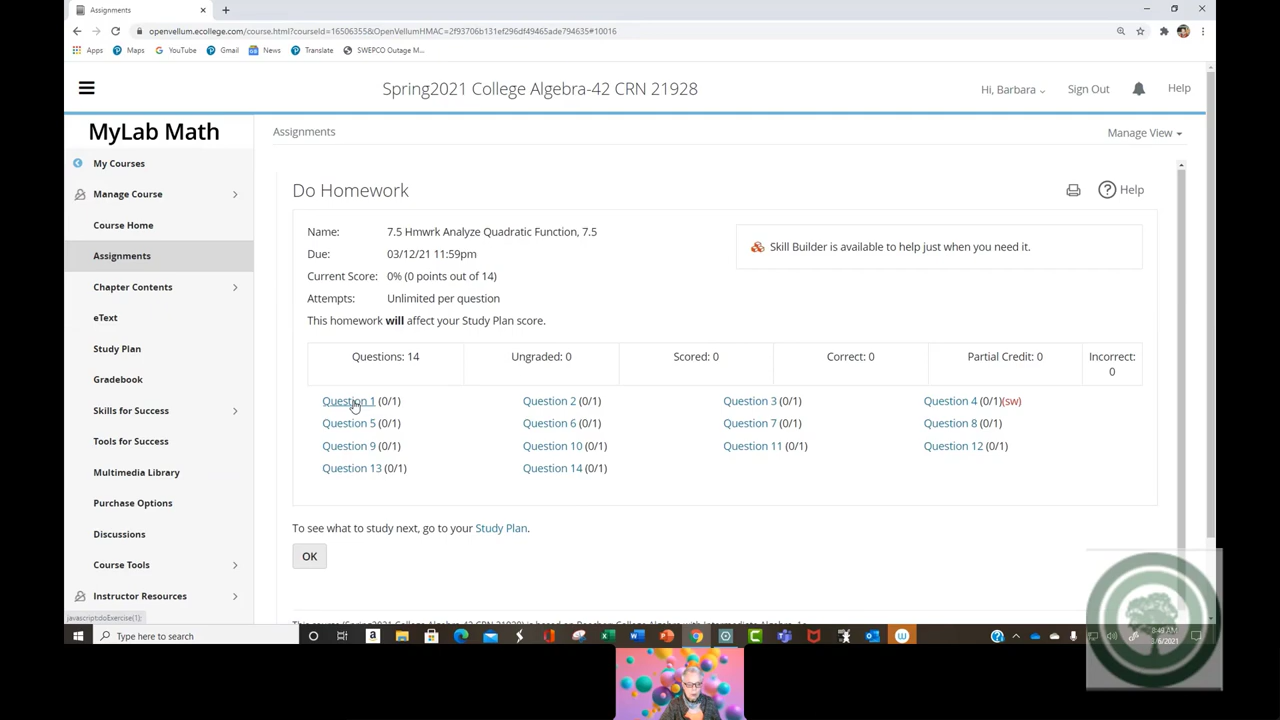 Assignments
openvellum.ecollege.com/course.html?courseId=16506355&OpenVellumHMAC=2f93706b131ef296df49465ade794635#10016
Apps Maps YouTube Gmail News Translate SWEPCO Outage M...
Spring2021 College Algebra-42 CRN 21928
Hi, Barbara Sign Out Help
MyLab Math
Assignments
Manage View
My Courses
Manage Course
Course Home
Assignments
Chapter Contents
eText
Study Plan
Gradebook
Skills for Success
Tools for Success
Multimedia Library
Purchase Options
Discussions
Course Tools
Instructor Resources
Do Homework
Help
Name: 7.5 Hmwrk Analyze Quadratic Function, 7.5
Due: 03/12/21 11:59pm
Current Score: 0% (0 points out of 14)
Attempts: Unlimited per question
This homework will affect your Study Plan score.
Skill Builder is available to help just when you need it.
Questions: 14 Ungraded: 0 Scored: 0 Correct: 0 Partial Credit: 0 Incorrect: 0
Question 1 (0/1) Question 2 (0/1) Question 3 (0/1) Question 4 (0/1)(sw)
Question 5 (0/1) Question 6 (0/1) Question 7 (0/1) Question 8 (0/1)
Question 9 (0/1) Question 10 (0/1) Question 11 (0/1) Question 12 (0/1)
Question 13 (0/1) Question 14 (0/1)
To see what to study next, go to your Study Plan.
OK
javascript:doExercise(1);
Type here to search
8:49 AM
3/6/2021